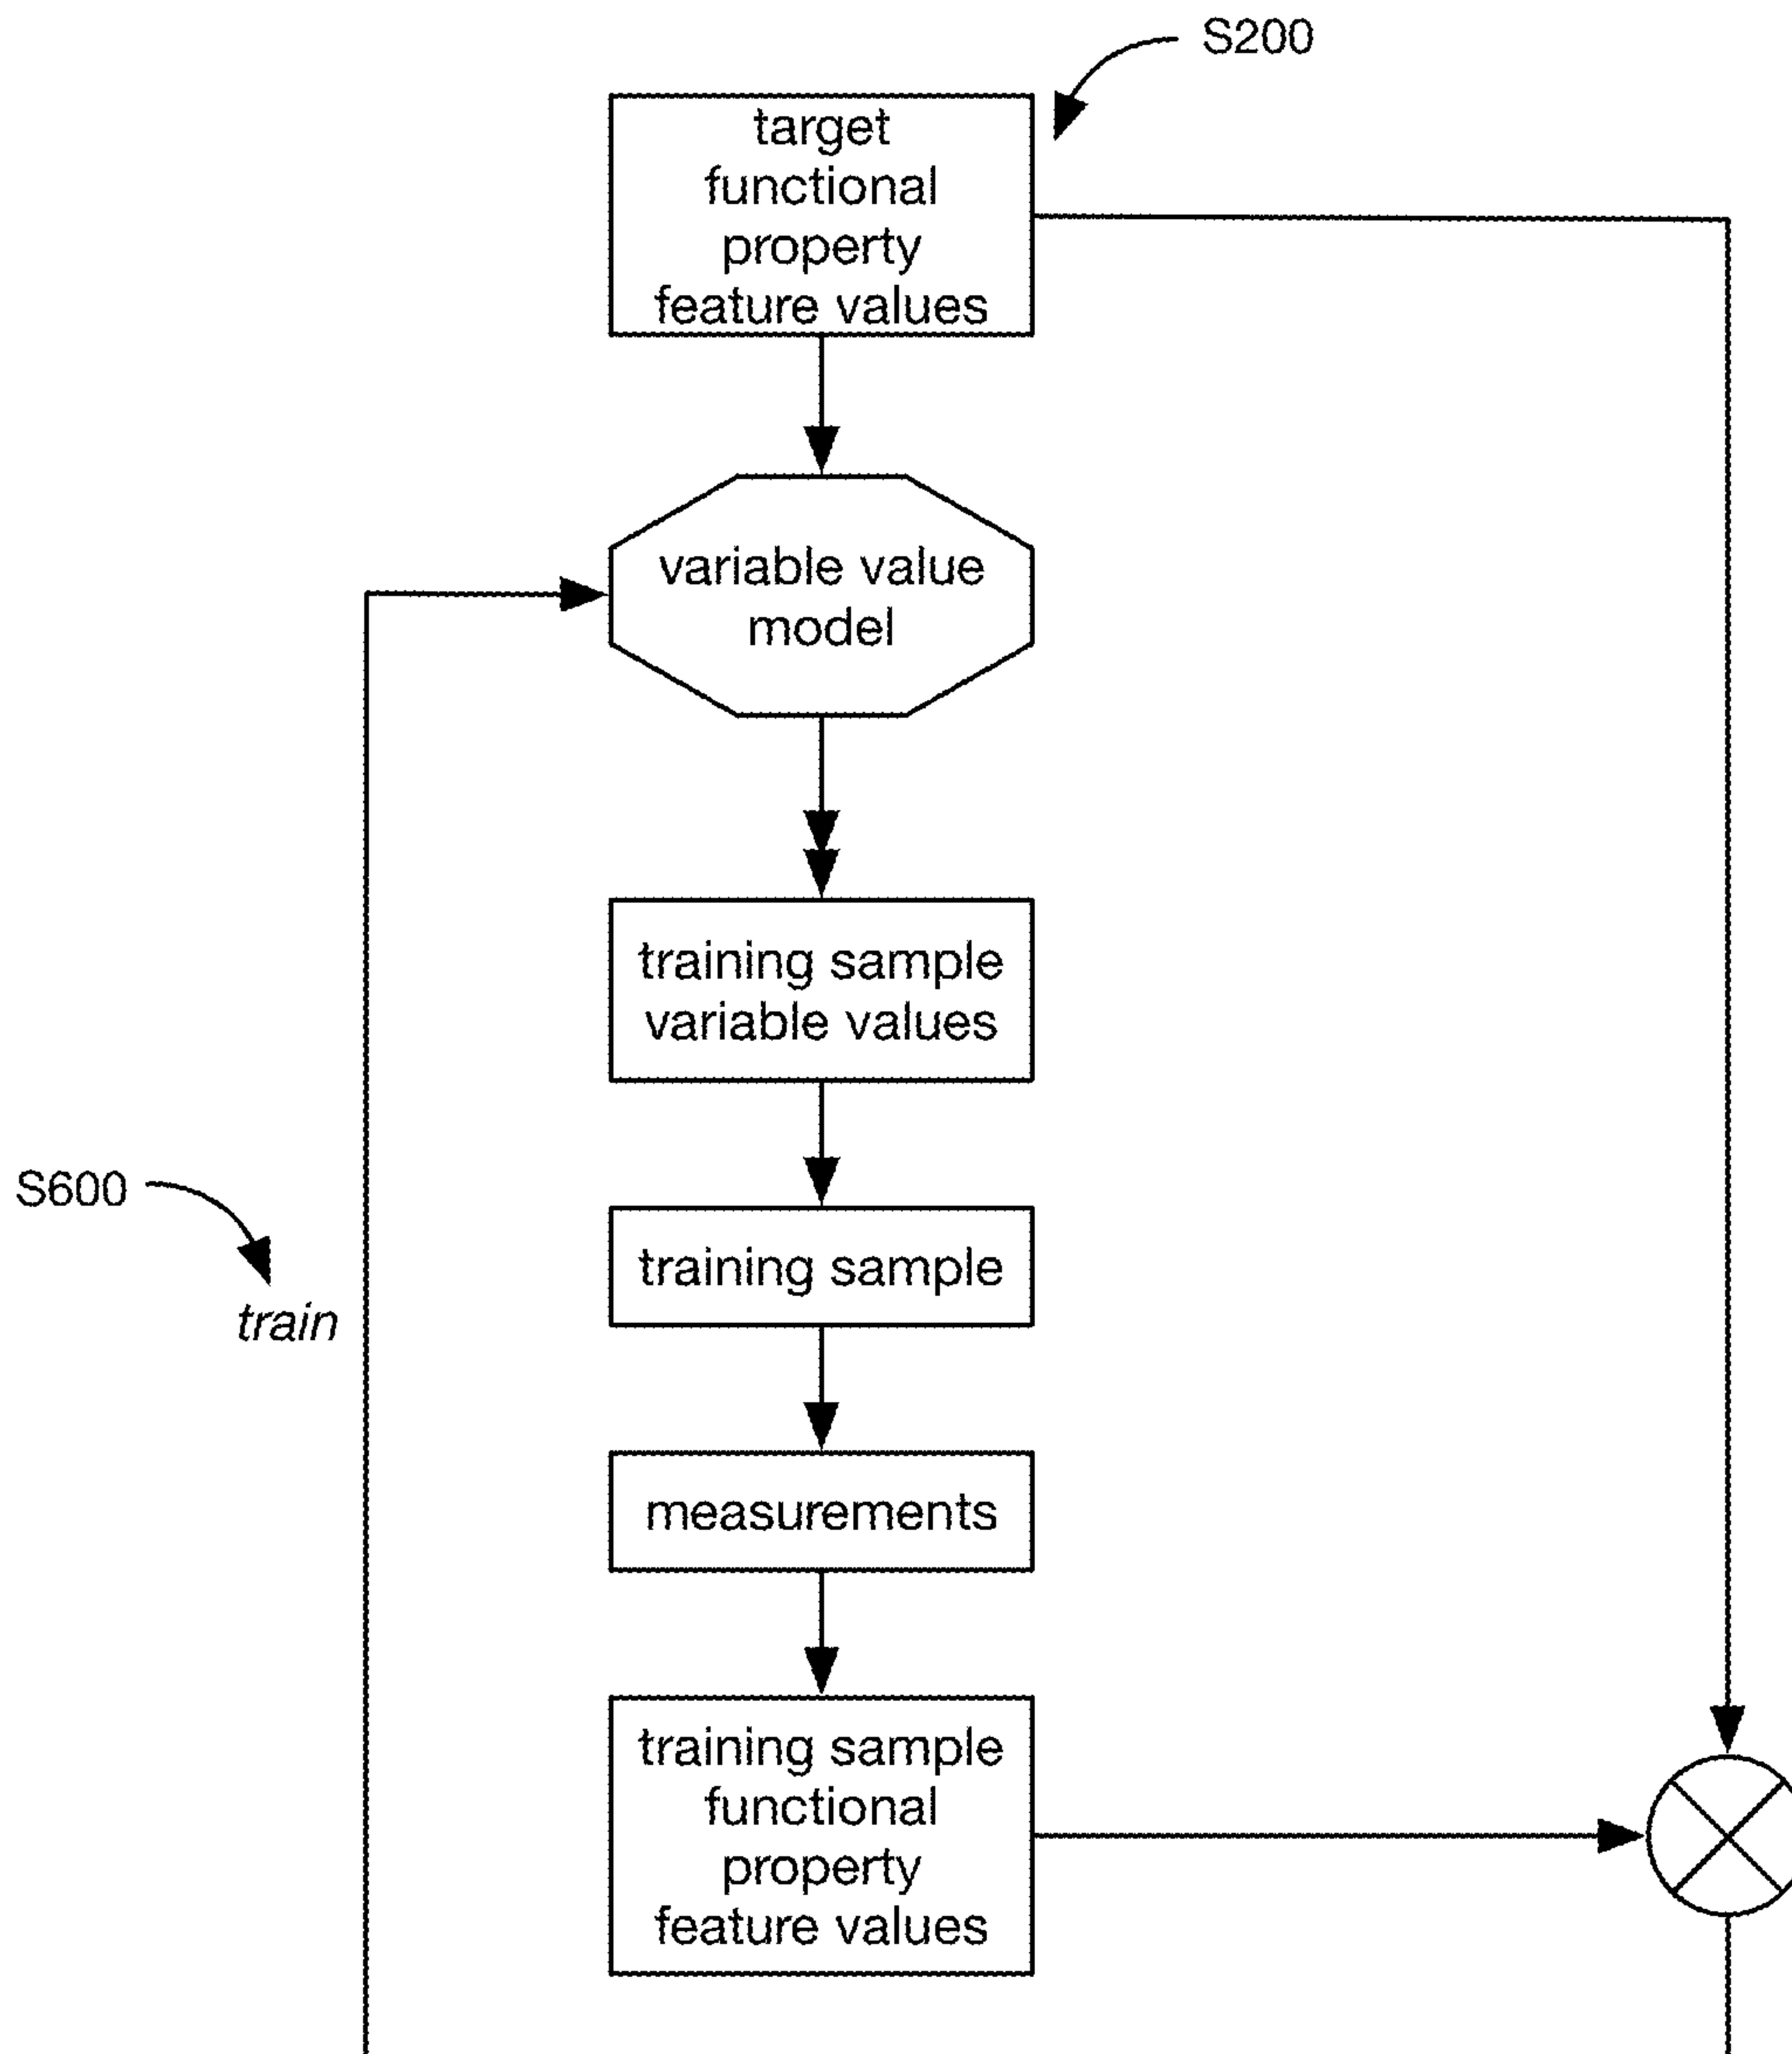 S200
target
functional
property
feature values
variable value
model
training sample
variable values
S600
train
training sample
measurements
training sample
functional
property
feature values